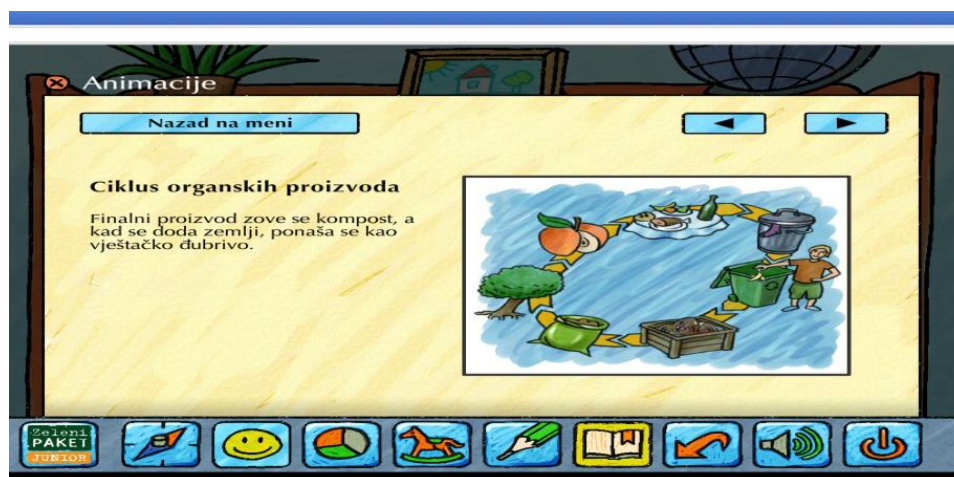 Animacije
Nazad na meni
Ciklus organskih proizvoda
Finalni proizvod zove se kompost, a
kad se doda zemlji, ponaša se kao
vještačko đubrivo.
Zeleni
PAKET
JUNIOR